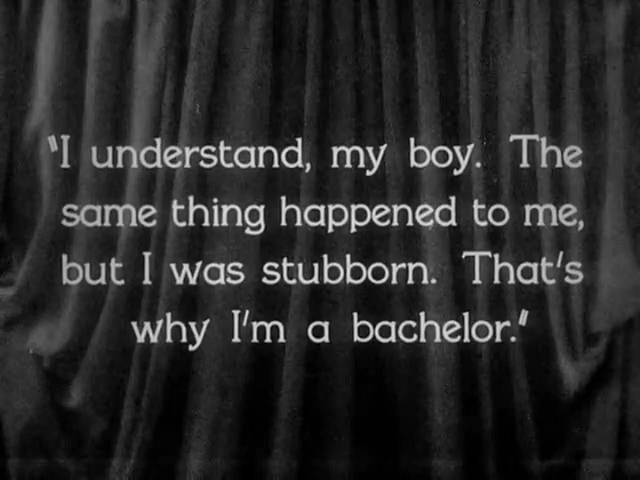 "I understand, my boy. The
same thing happened to me,
but I was stubborn. That's
why I'm a bachelor."